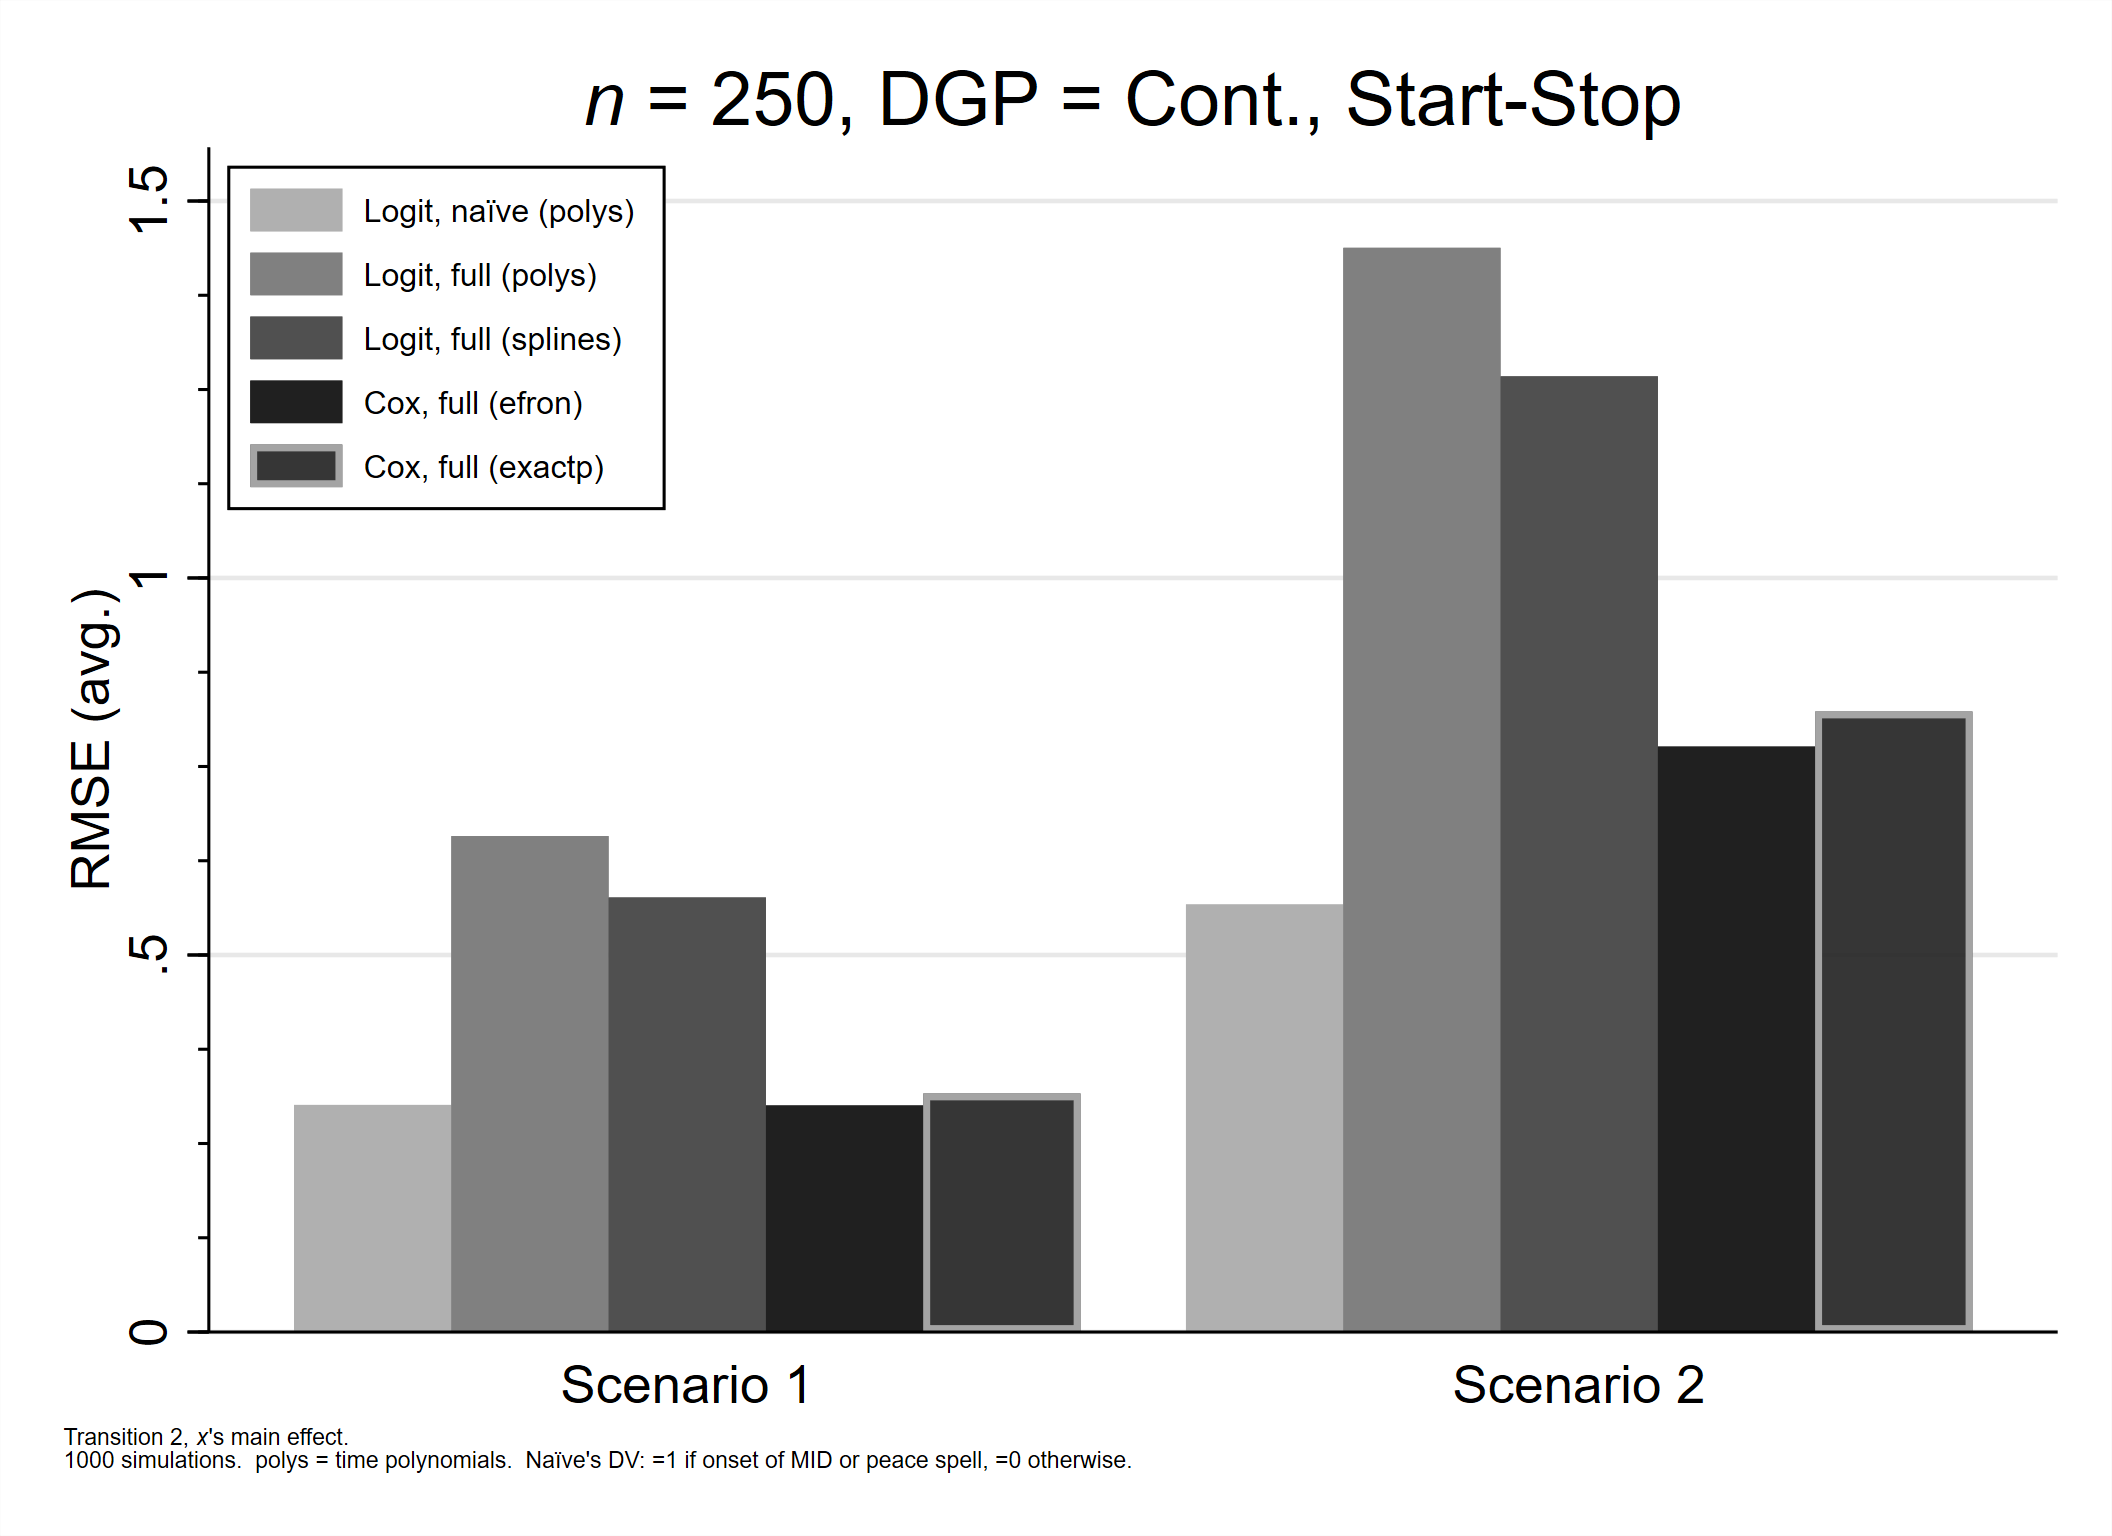 n = 250, DGP = Cont., Start-Stop
Logit, naïve (polys)
Logit, full (polys)
Logit, full (splines)
Cox, full (efron)
Cox, full (exactp)
RMSE (avg.)
1.5
1
.5
0
Scenario 1
Scenario 2
Transition 2, x's main effect.
1000 simulations.  polys = time polynomials.  Naïve's DV: =1 if onset of MID or peace spell, =0 otherwise.